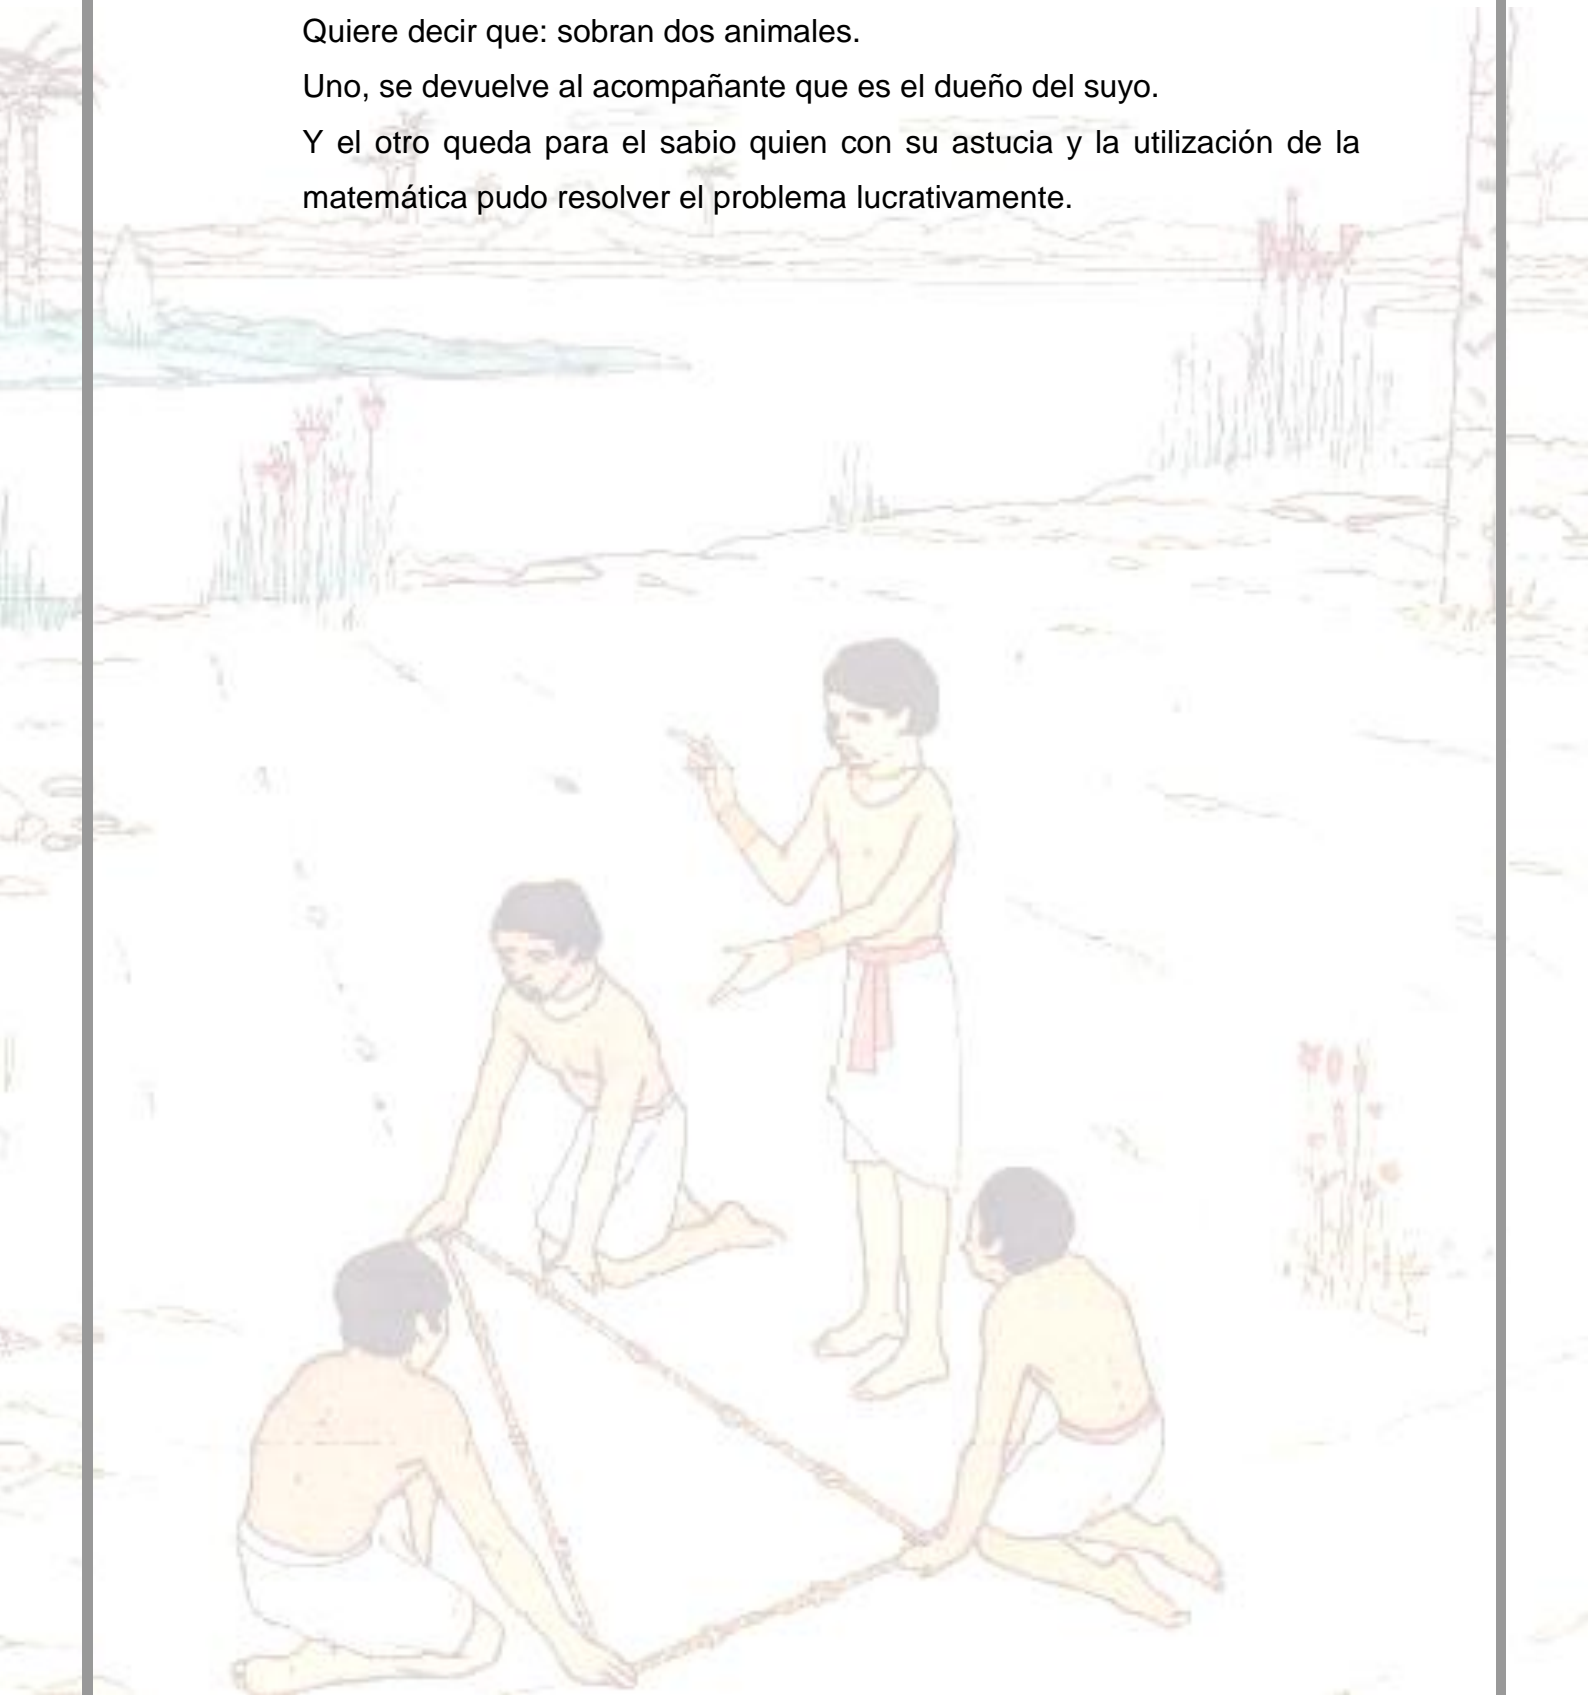 Quiere decir que: sobran dos animales.
Uno, se devuelve al acompañante que es el dueño del suyo.
Y el otro queda para el sabio quien con su astucia y la utilización de la
matemática pudo resolver el problema lucrativamente.